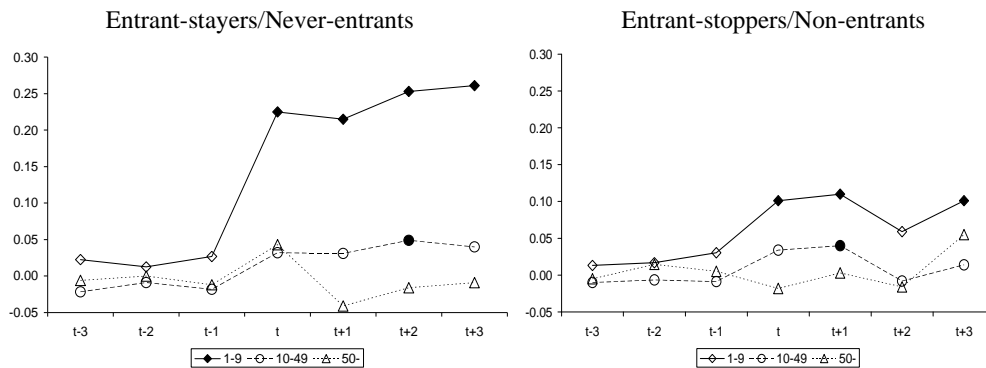 Entrant-stayers/Never-entrants
0.30
0.25
0.20
0.15
0.10
0.05
0.00
-0.05
t-3 t-2 t-1 t t+1 t+2 t+3
1-9 10-49 50-
Entrant-stoppers/Non-entrants
0.30
0.25
0.20
0.15
0.10
0.05
0.00
-0.05
t-3 t-2 t-1 t t+1 t+2 t+3
1-9 10-49 50-